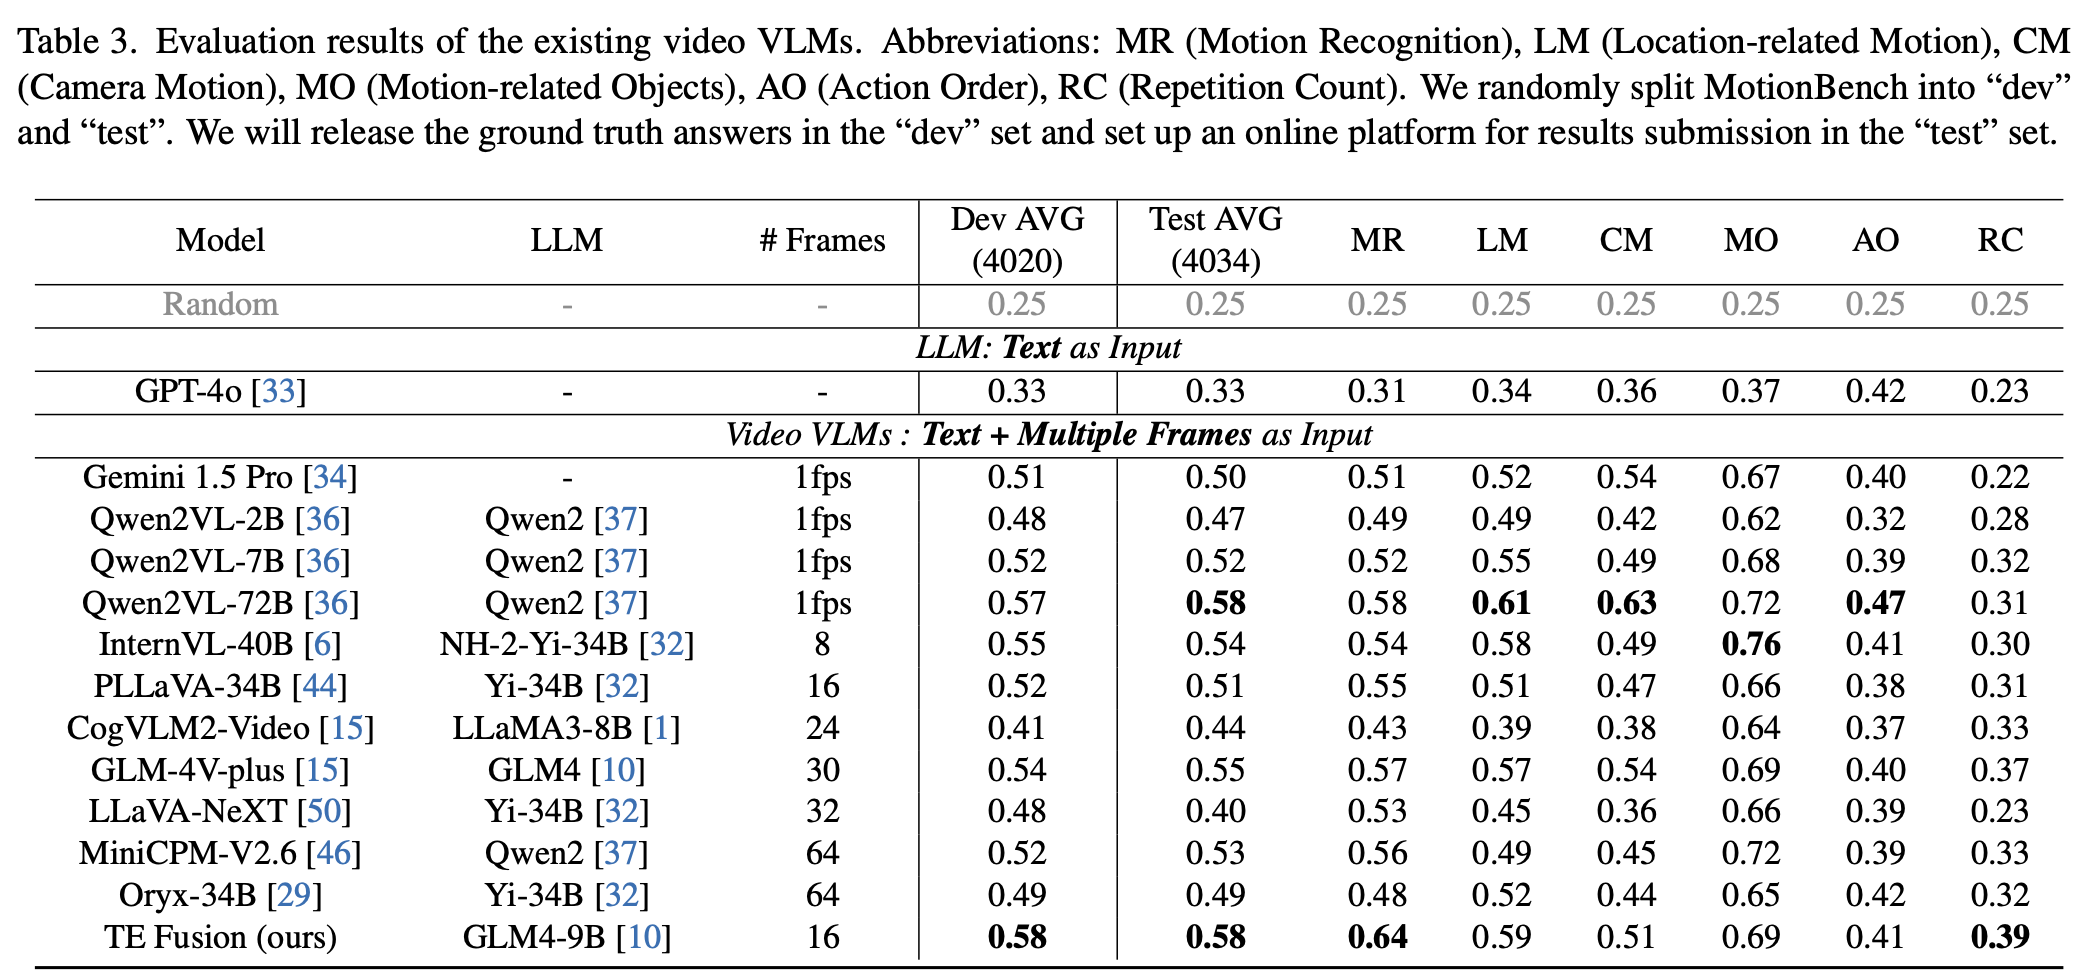 Table 3. Evaluation results of the existing video VLMs. Abbreviations: MR (Motion Recognition), LM (Location-related Motion), CM
(Camera Motion), MO (Motion-related Objects), AO (Action Order), RC (Repetition Count). We randomly split MotionBench into “dev”
and “test”. We will release the ground truth answers in the “dev” set and set up an online platform for results submission in the “test” set.
Model LLM # Frames Dev AVG (4020) Test AVG (4034) MR LM CM MO AO RC
Random - - 0.25 0.25 0.25 0.25 0.25 0.25 0.25 0.25
LLM: Text as Input
GPT-4o [33] - - 0.33 0.33 0.31 0.34 0.36 0.37 0.42 0.23
Video VLMs : Text + Multiple Frames as Input
Gemini 1.5 Pro [34] - 1fps 0.51 0.50 0.51 0.52 0.54 0.67 0.40 0.22
Qwen2VL-2B [36] Qwen2 [37] 1fps 0.48 0.47 0.49 0.49 0.42 0.62 0.32 0.28
Qwen2VL-7B [36] Qwen2 [37] 1fps 0.52 0.52 0.52 0.55 0.49 0.68 0.39 0.32
Qwen2VL-72B [36] Qwen2 [37] 1fps 0.57 0.58 0.58 0.61 0.63 0.72 0.47 0.31
InternVL-40B [6] NH-2-Yi-34B [32] 8 0.55 0.54 0.54 0.58 0.49 0.76 0.41 0.30
PLLaVA-34B [44] Yi-34B [32] 16 0.52 0.51 0.55 0.51 0.47 0.66 0.38 0.31
CogVLM2-Video [15] LLaMA3-8B [1] 24 0.41 0.44 0.43 0.39 0.38 0.64 0.37 0.33
GLM-4V-plus [15] GLM4 [10] 30 0.54 0.55 0.57 0.57 0.54 0.69 0.40 0.37
LLaVA-NeXT [50] Yi-34B [32] 32 0.48 0.40 0.53 0.45 0.36 0.66 0.39 0.23
MiniCPM-V2.6 [46] Qwen2 [37] 64 0.52 0.53 0.56 0.49 0.45 0.72 0.39 0.33
Oryx-34B [29] Yi-34B [32] 64 0.49 0.49 0.48 0.52 0.44 0.65 0.42 0.32
TE Fusion (ours) GLM4-9B [10] 16 0.58 0.58 0.64 0.59 0.51 0.69 0.41 0.39